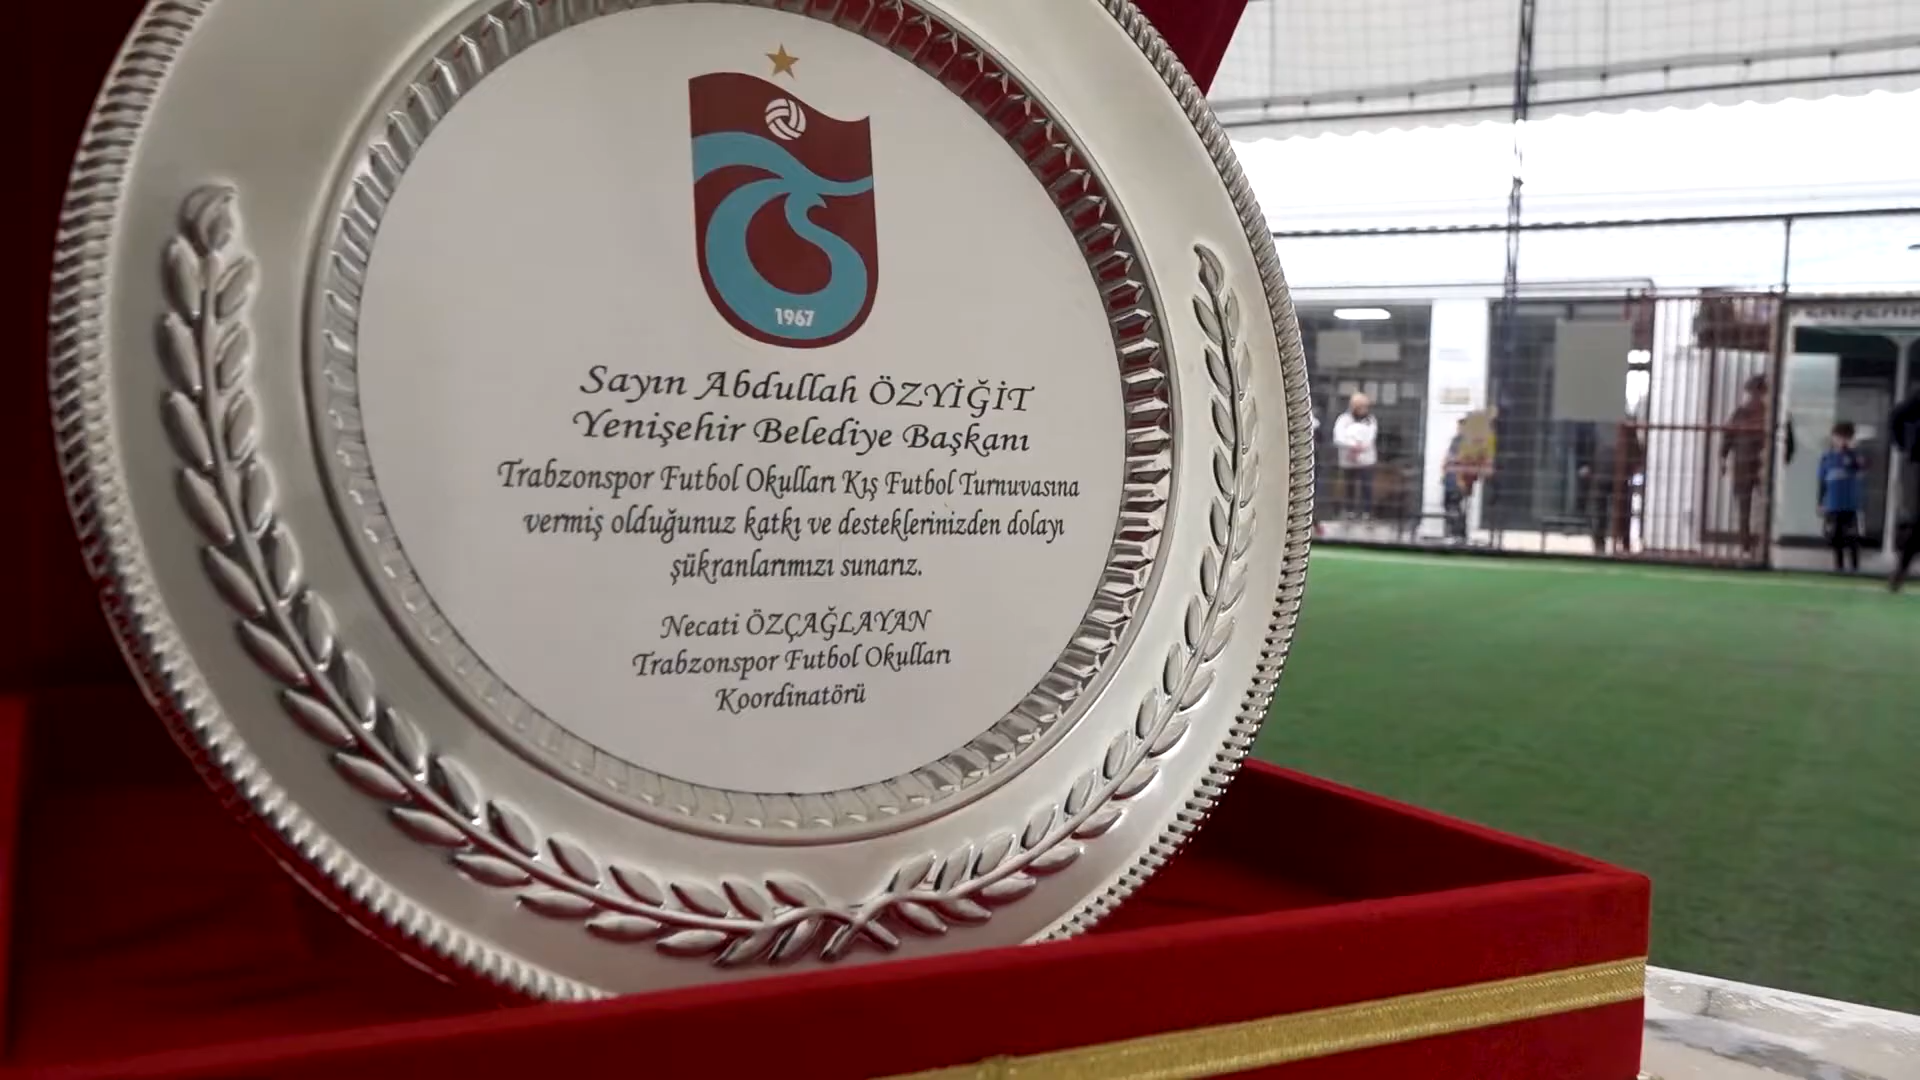 1967
Sayın Abdullah ÖZYİĞİT
Yenişehir Belediye Başkanı
Trabzonspor Futbol Okulları Kış Futbol Turnuvasına
vermiş olduğunuz katkı ve desteklerinizden dolayı
şükranlarımızı sunarız.
Necati ÖZÇAĞLAYAN
Trabzonspor Futbol Okulları
Koordinatörü